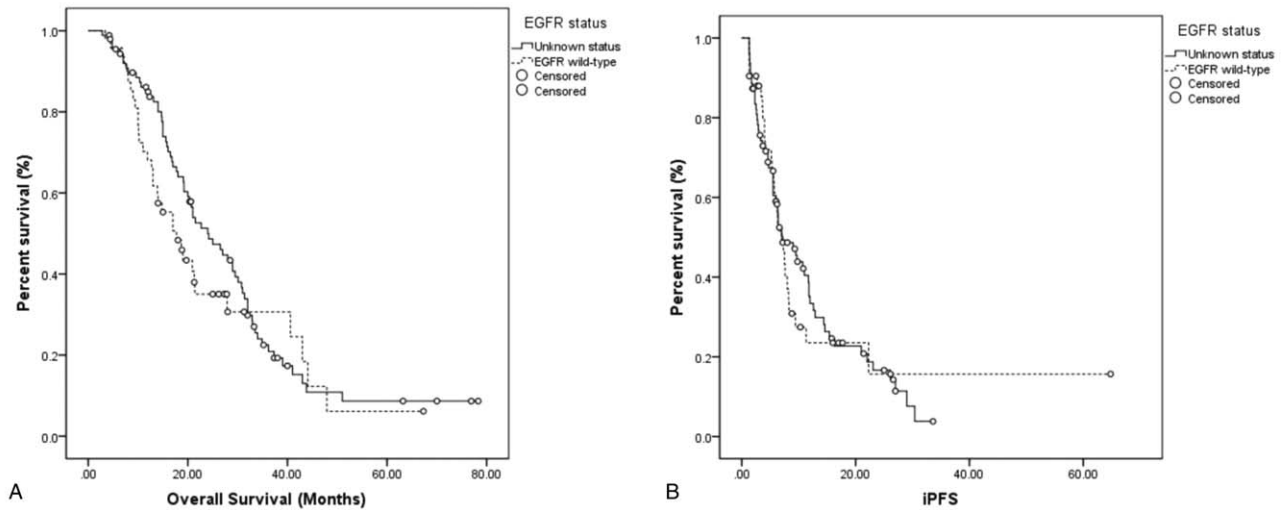 EGFR status
Unknown status
EGFR wild-type
Censored
Censored
Percent survival (%)
1.0
0.8
0.6
0.4
0.2
0.0
.00 20.00 40.00 60.00 80.00
Overall Survival (Months)
A
EGFR status
Unknown status
EGFR wild-type
Censored
Censored
Percent survival (%)
1.0
0.8
0.6
0.4
0.2
0.0
.00 20.00 40.00 60.00
iPFS
B